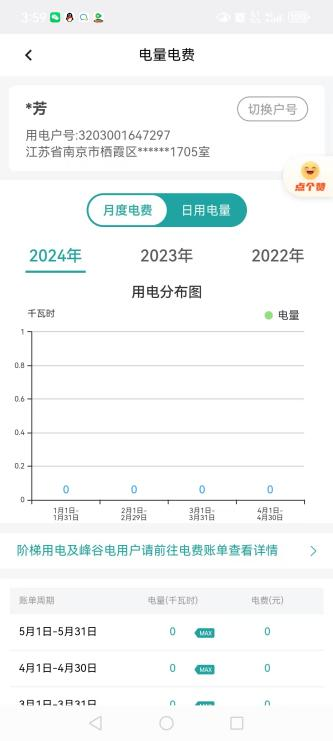 3:59
电量电费
*芳
切换户号
用电户号:3203001647297
江苏省南京市栖霞区******1705室
点个赞
月度电费 日用电量
2024年 2023年 2022年
用电分布图
千瓦时 电量
1
0.8
0.6
0.4
0.2
0
0 0 0 0
1月1日- 2月1日- 3月1日- 4月1日-
1月31日 2月29日 3月31日 4月30日
阶梯用电及峰谷电用户请前往电费账单查看详情
账单周期 电量(千瓦时) 电费(元)
5月1日-5月31日 0 MAX 0
4月1日-4月30日 0 MAX 0
3月1日-3月31日 0 MAX 0